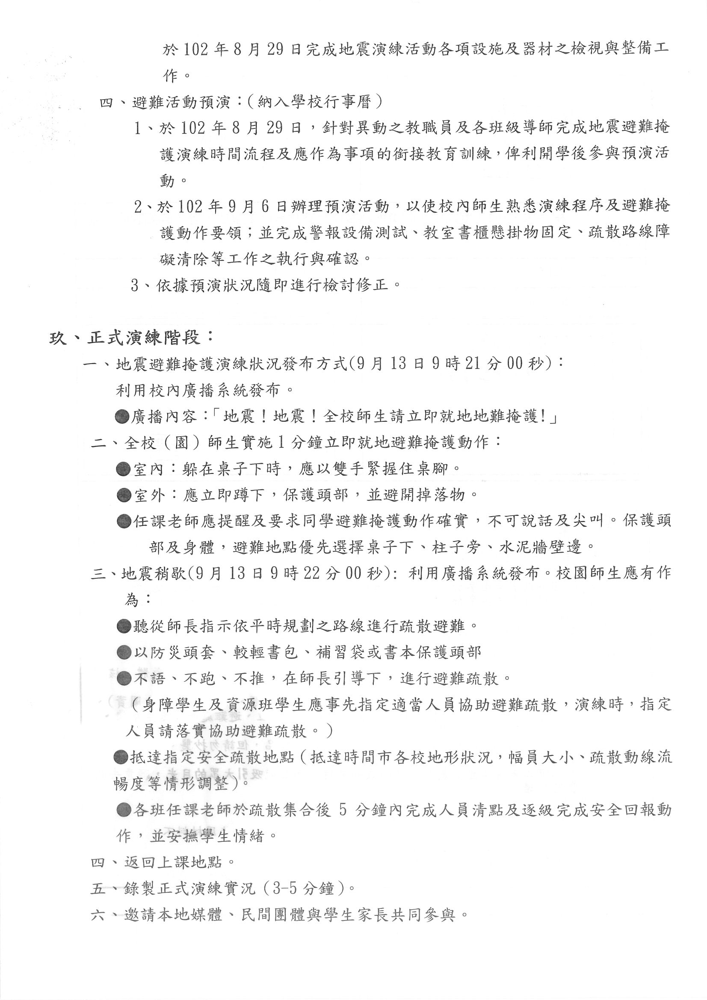 於 102 年 8 月 29 日完成地震演練活動各項設施及器材之檢視與整備工
作。
四、避難活動預演：(納入學校行事曆)
1、於 102 年 8 月 29 日，針對異動之教職員及各班級導師完成地震避難掩
護演練時間流程及應作為事項的銜接教育訓練，俾利開學後參與預演活
動。
2、於 102 年 9 月 6 日辦理預演活動，以使校內師生熟悉演練程序及避難掩
護動作要領；並完成警報設備測試、教室書櫃懸掛物固定、疏散路線障
礙清除等工作之執行與確認。
3、依據預演狀況隨即進行檢討修正。
玖、正式演練階段：
一、地震避難掩護演練狀況發布方式(9 月 13 日 9 時 21 分 00 秒)：
利用校內廣播系統發布。
●廣播內容：「地震！地震！全校師生請立即就地地難掩護!」
二、全校（園）師生實施 1 分鐘立即就地避難掩護動作：
●室內：躲在桌子下時，應以雙手緊握住桌腳。
●室外：應立即蹲下，保護頭部，並避開掉落物。
●任課老師應提醒及要求同學避難掩護動作確實，不可說話及尖叫。保護頭
部及身體，避難地點優先選擇桌子下、柱子旁、水泥牆壁邊。
三、地震稍歇(9 月 13 日 9 時 22 分 00 秒): 利用廣播系統發布。校園師生應有作
為：
●聽從師長指示依平時規劃之路線進行疏散避難。
●以防災頭套、較輕書包、補習袋或書本保護頭部
●不語、不跑、不推，在師長引導下，進行避難疏散。
（身障學生及資源班學生應事先指定適當人員協助避難疏散，演練時，指定
人員請落實協助避難疏散。）
●抵達指定安全疏散地點（抵達時間市各校地形狀況，幅員大小、疏散動線流
暢度等情形調整）。
●各班任課老師於疏散集合後 5 分鐘內完成人員清點及逐級完成安全回報動
作，並安撫學生情緒。
四、返回上課地點。
五、錄製正式演練實況（3-5 分鐘）。
六、邀請本地媒體、民間團體與學生家長共同參與。